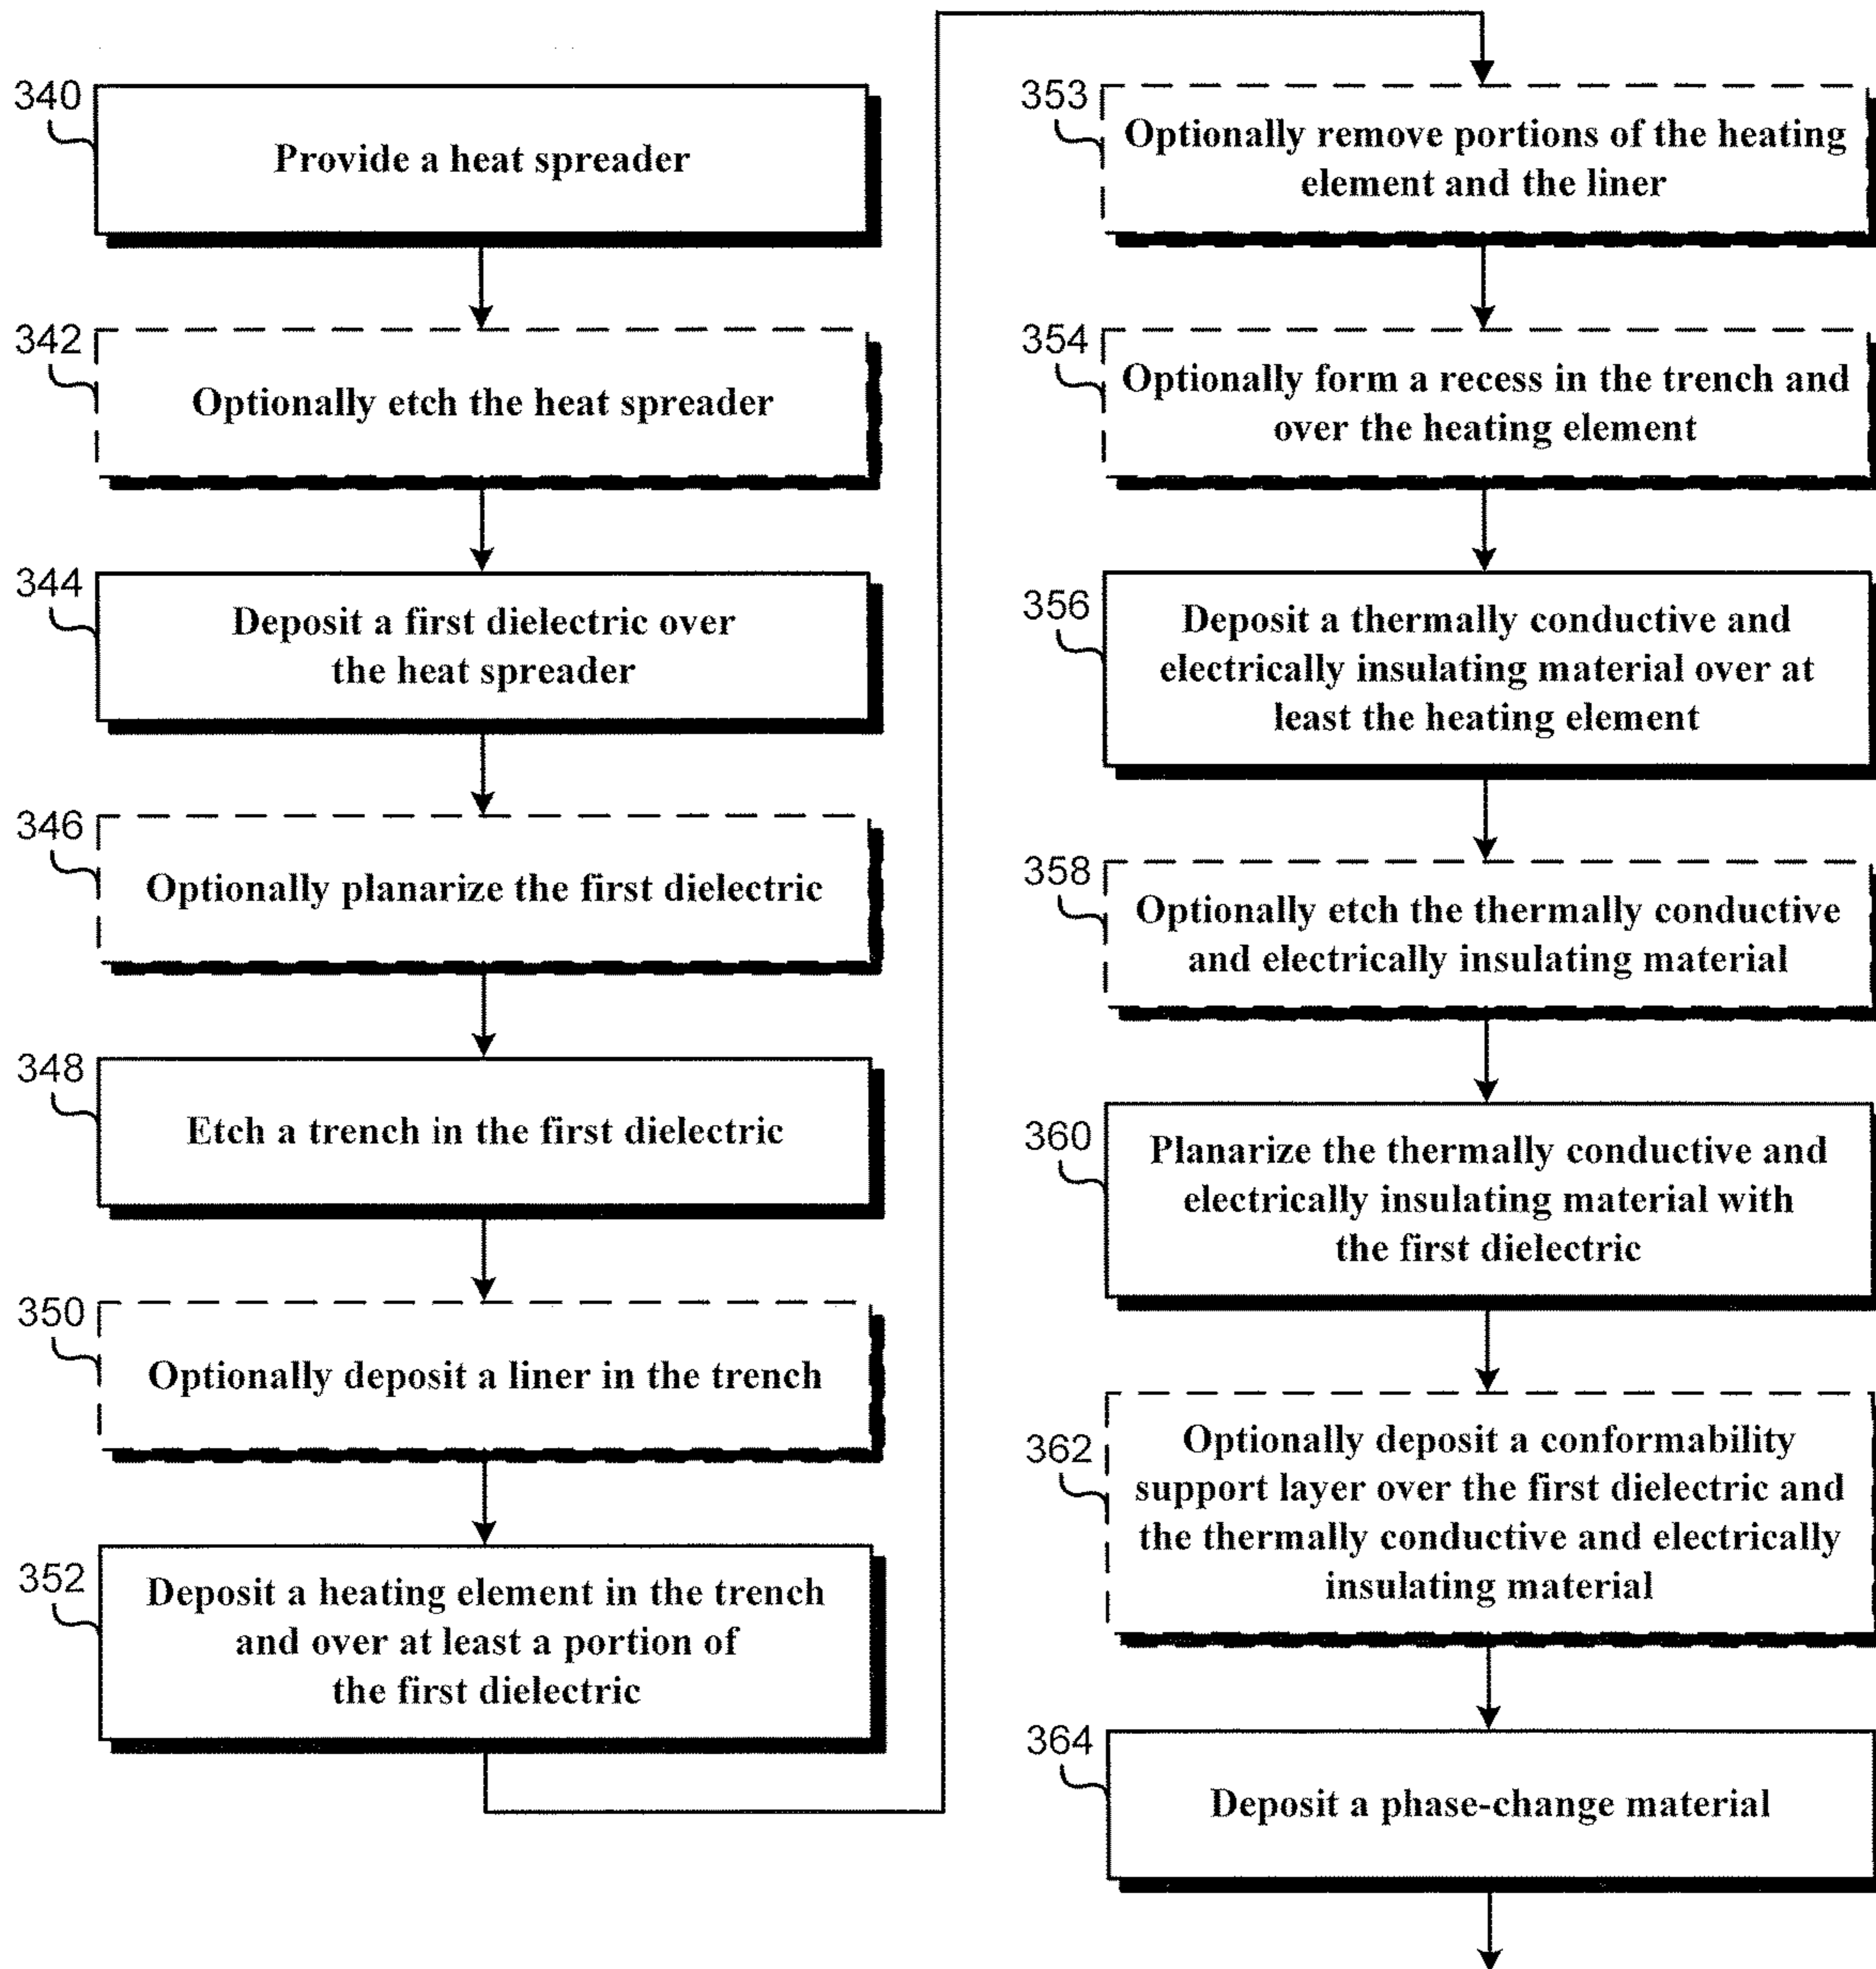 340
Provide a heat spreader
342
Optionally etch the heat spreader
344
Deposit a first dielectric over
the heat spreader
346
Optionally planarize the first dielectric
348
Etch a trench in the first dielectric
350
Optionally deposit a liner in the trench
352
Deposit a heating element in the trench
and over at least a portion of
the first dielectric
353
Optionally remove portions of the heating
element and the liner
354
Optionally form a recess in the trench and
over the heating element
356
Deposit a thermally conductive and
electrically insulating material over at
least the heating element
358
Optionally etch the thermally conductive
and electrically insulating material
360
Planarize the thermally conductive and
electrically insulating material with
the first dielectric
362
Optionally deposit a conformability
support layer over the first dielectric and
the thermally conductive and electrically
insulating material
364
Deposit a phase-change material